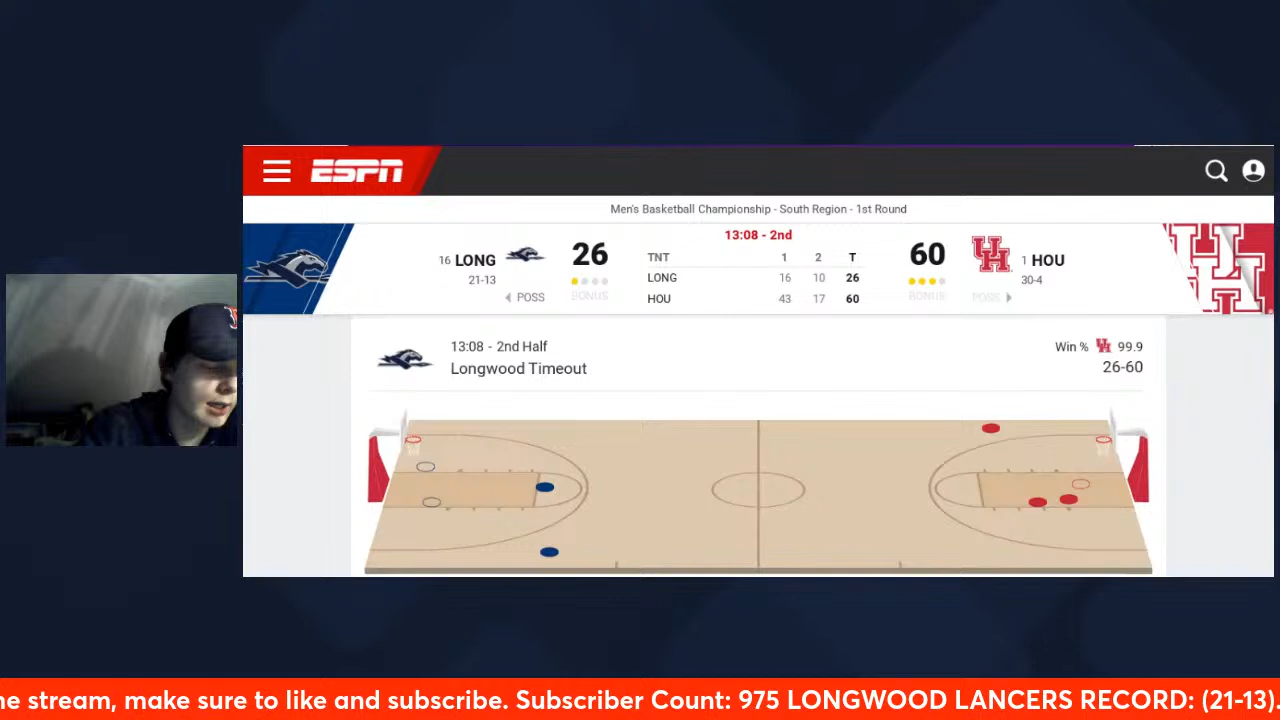 ESPN
Men's Basketball Championship - South Region - 1st Round
13:08 - 2nd
16 LONG
21-13
POSS
26
BONUS
TNT 1 2 T
LONG 16 10 26
HOU 43 17 60
60
BONUS
1 HOU
30-4
POSS
13:08 - 2nd Half
Longwood Timeout
Win % 99.9
26-60
he stream, make sure to like and subscribe. Subscriber Count: 975 LONGWOOD LANCERS RECORD: (21-13).